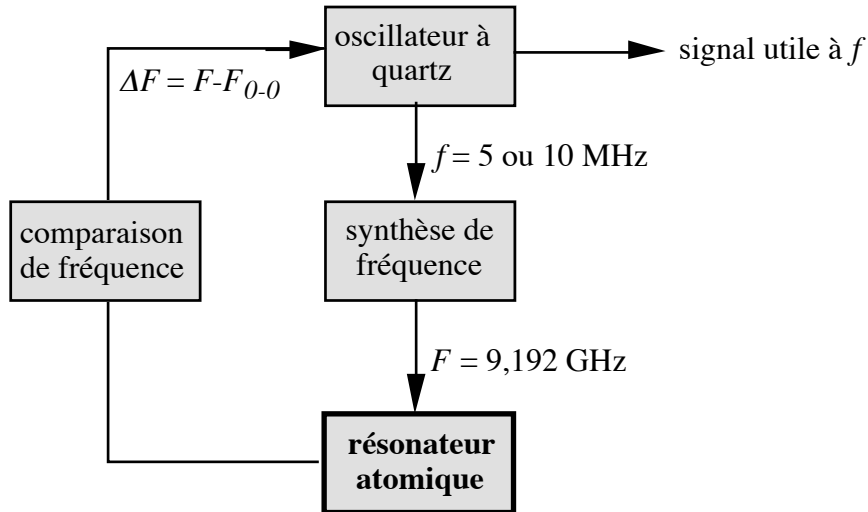 oscillateur à
quartz
signal utile à f
ΔF = F-F0-0
f = 5 ou 10 MHz
comparaison
de fréquence
synthèse de
fréquence
F = 9,192 GHz
résonateur
atomique